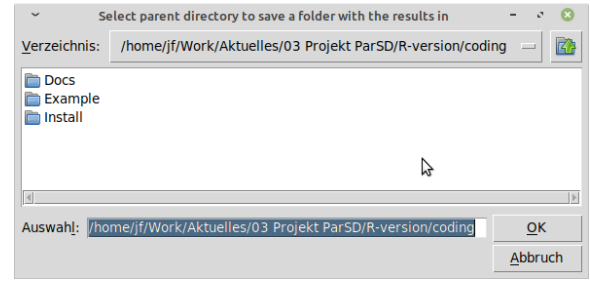 Select parent directory to save a folder with the results in
Verzeichnis: /home/jf/Work/Aktuelles/03 Projekt ParSD/R-version/coding
Docs
Example
Install
Auswahl: /home/jf/Work/Aktuelles/03 Projekt ParSD/R-version/coding OK
Abbruch